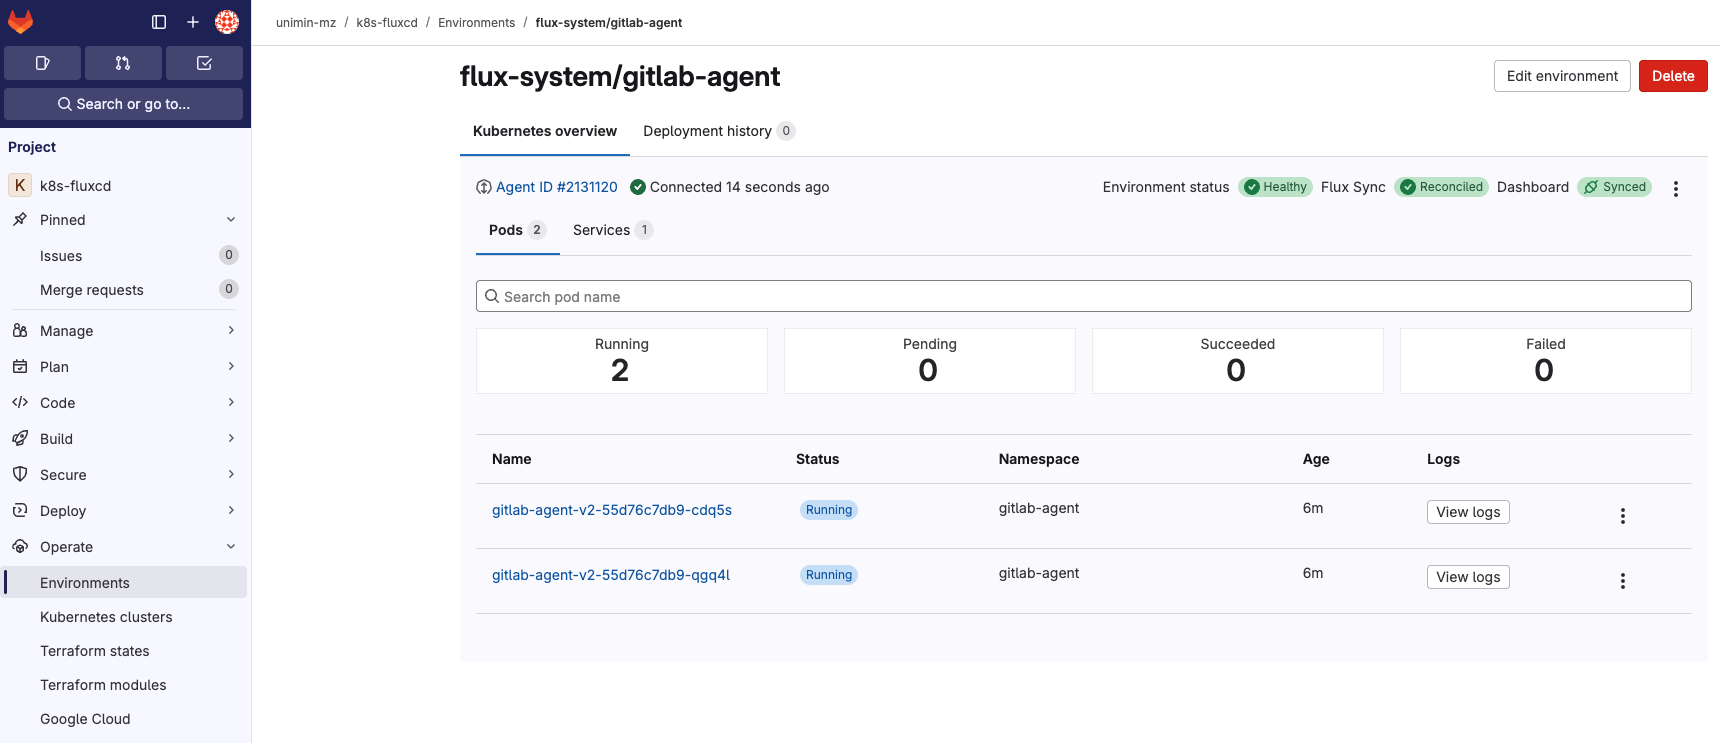 unimin-mz / k8s-fluxcd / Environments / flux-system/gitlab-agent
Search or go to...
Project
K k8s-fluxcd
Pinned
Issues 0
Merge requests 0
Manage
Plan
Code
Build
Secure
Deploy
Operate
Environments
Kubernetes clusters
Terraform states
Terraform modules
Google Cloud
flux-system/gitlab-agent
Edit environment Delete
Kubernetes overview Deployment history 0
Agent ID #2131120 Connected 14 seconds ago Environment status Healthy Flux Sync Reconciled Dashboard Synced
Pods 2 Services 1
Search pod name
Running Pending Succeeded Failed
2 0 0 0
Name Status Namespace Age Logs
gitlab-agent-v2-55d76c7db9-cdq5s Running gitlab-agent 6m View logs
gitlab-agent-v2-55d76c7db9-qgq4l Running gitlab-agent 6m View logs